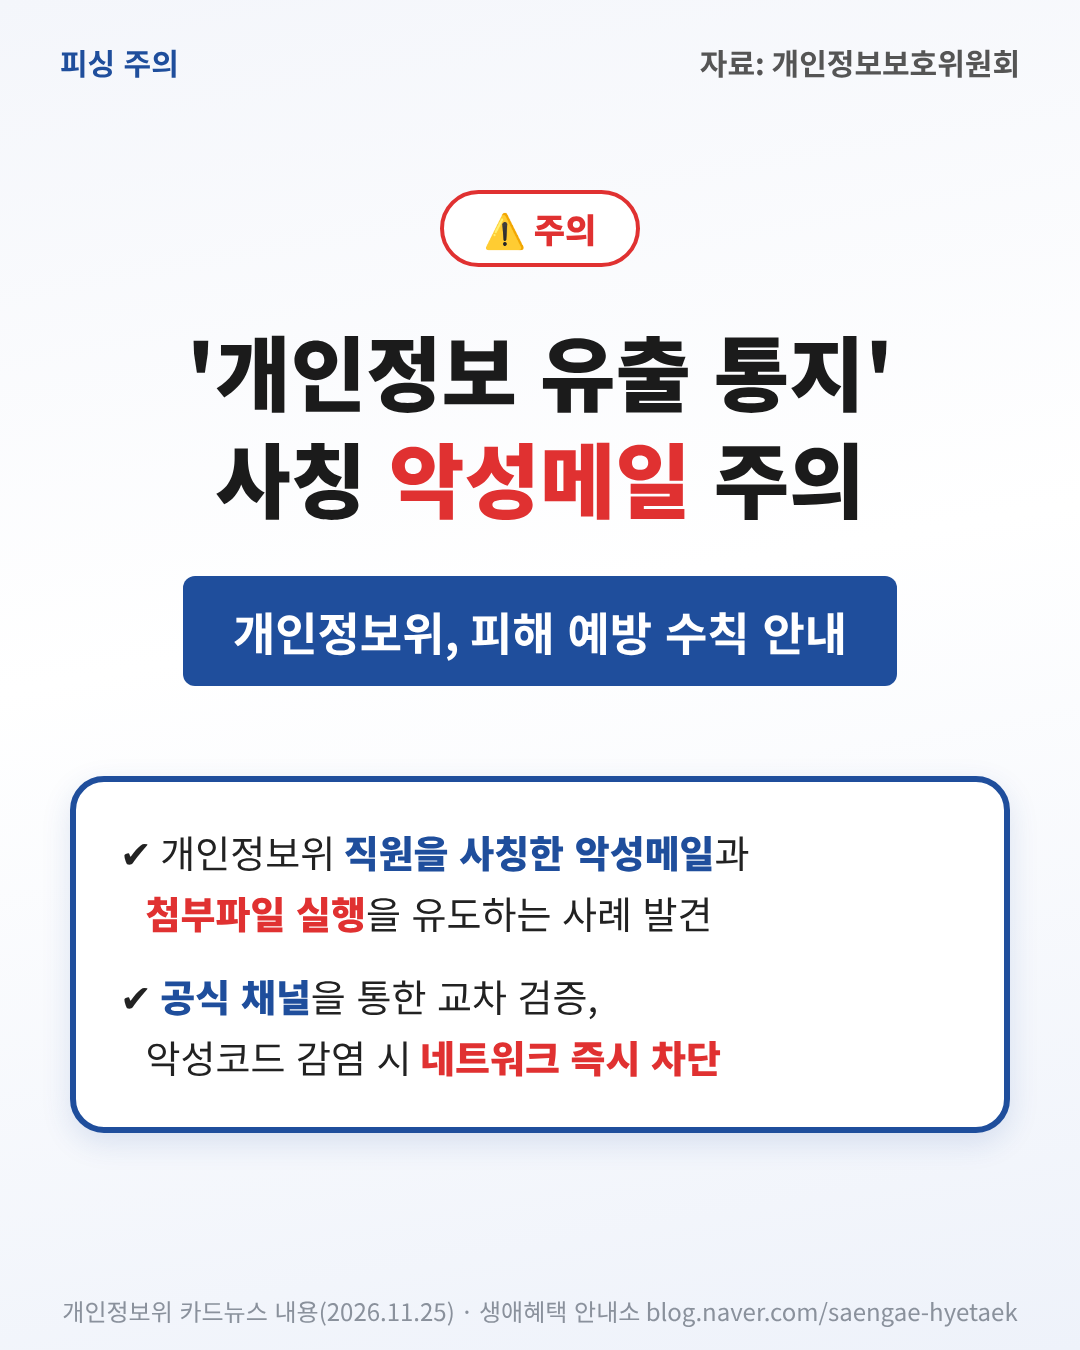 피싱 주의
자료: 개인정보보호위원회
⚠️ 주의
'개인정보 유출 통지'
사칭 악성메일 주의
개인정보위, 피해 예방 수칙 안내
✔ 개인정보위 직원을 사칭한 악성메일과
첨부파일 실행을 유도하는 사례 발견
✔ 공식 채널을 통한 교차 검증,
악성코드 감염 시 네트워크 즉시 차단
개인정보위 카드뉴스 내용(2026.11.25) · 생애혜택 안내소 blog.naver.com/saengae-hyetaek